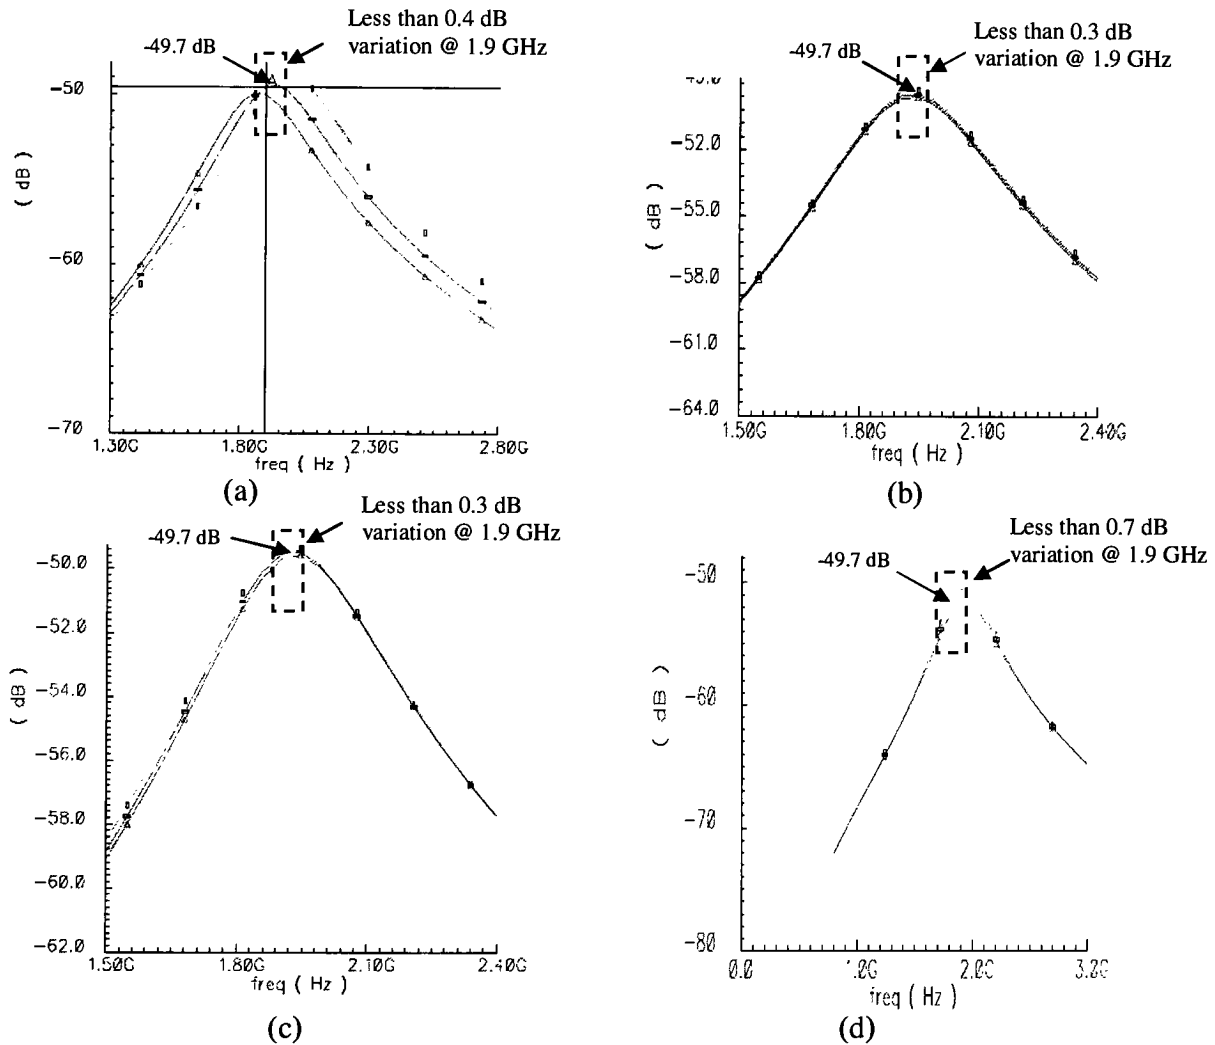 (a)
Less than 0.4 dB
variation @ 1.9 GHz
-49.7 dB
-50
-60
-70
( dB )
1.30G 1.80G 2.30G 2.80G
freq ( Hz )
(a)
Less than 0.3 dB
variation @ 1.9 GHz
-49.7 dB
-52.0
-55.0
-58.0
-61.0
-64.0
( dB )
1.50G 1.80G 2.10G 2.40G
freq ( Hz )
(b)
Less than 0.3 dB
variation @ 1.9 GHz
-49.7 dB
-50.0
-52.0
-54.0
-56.0
-58.0
-60.0
-62.0
( dB )
1.50G 1.80G 2.10G 2.40G
freq ( Hz )
(c)
Less than 0.7 dB
variation @ 1.9 GHz
-49.7 dB
-50
-60
-70
-80
( dB )
0.0 1.0G 2.0G 3.0G
freq ( Hz )
(d)